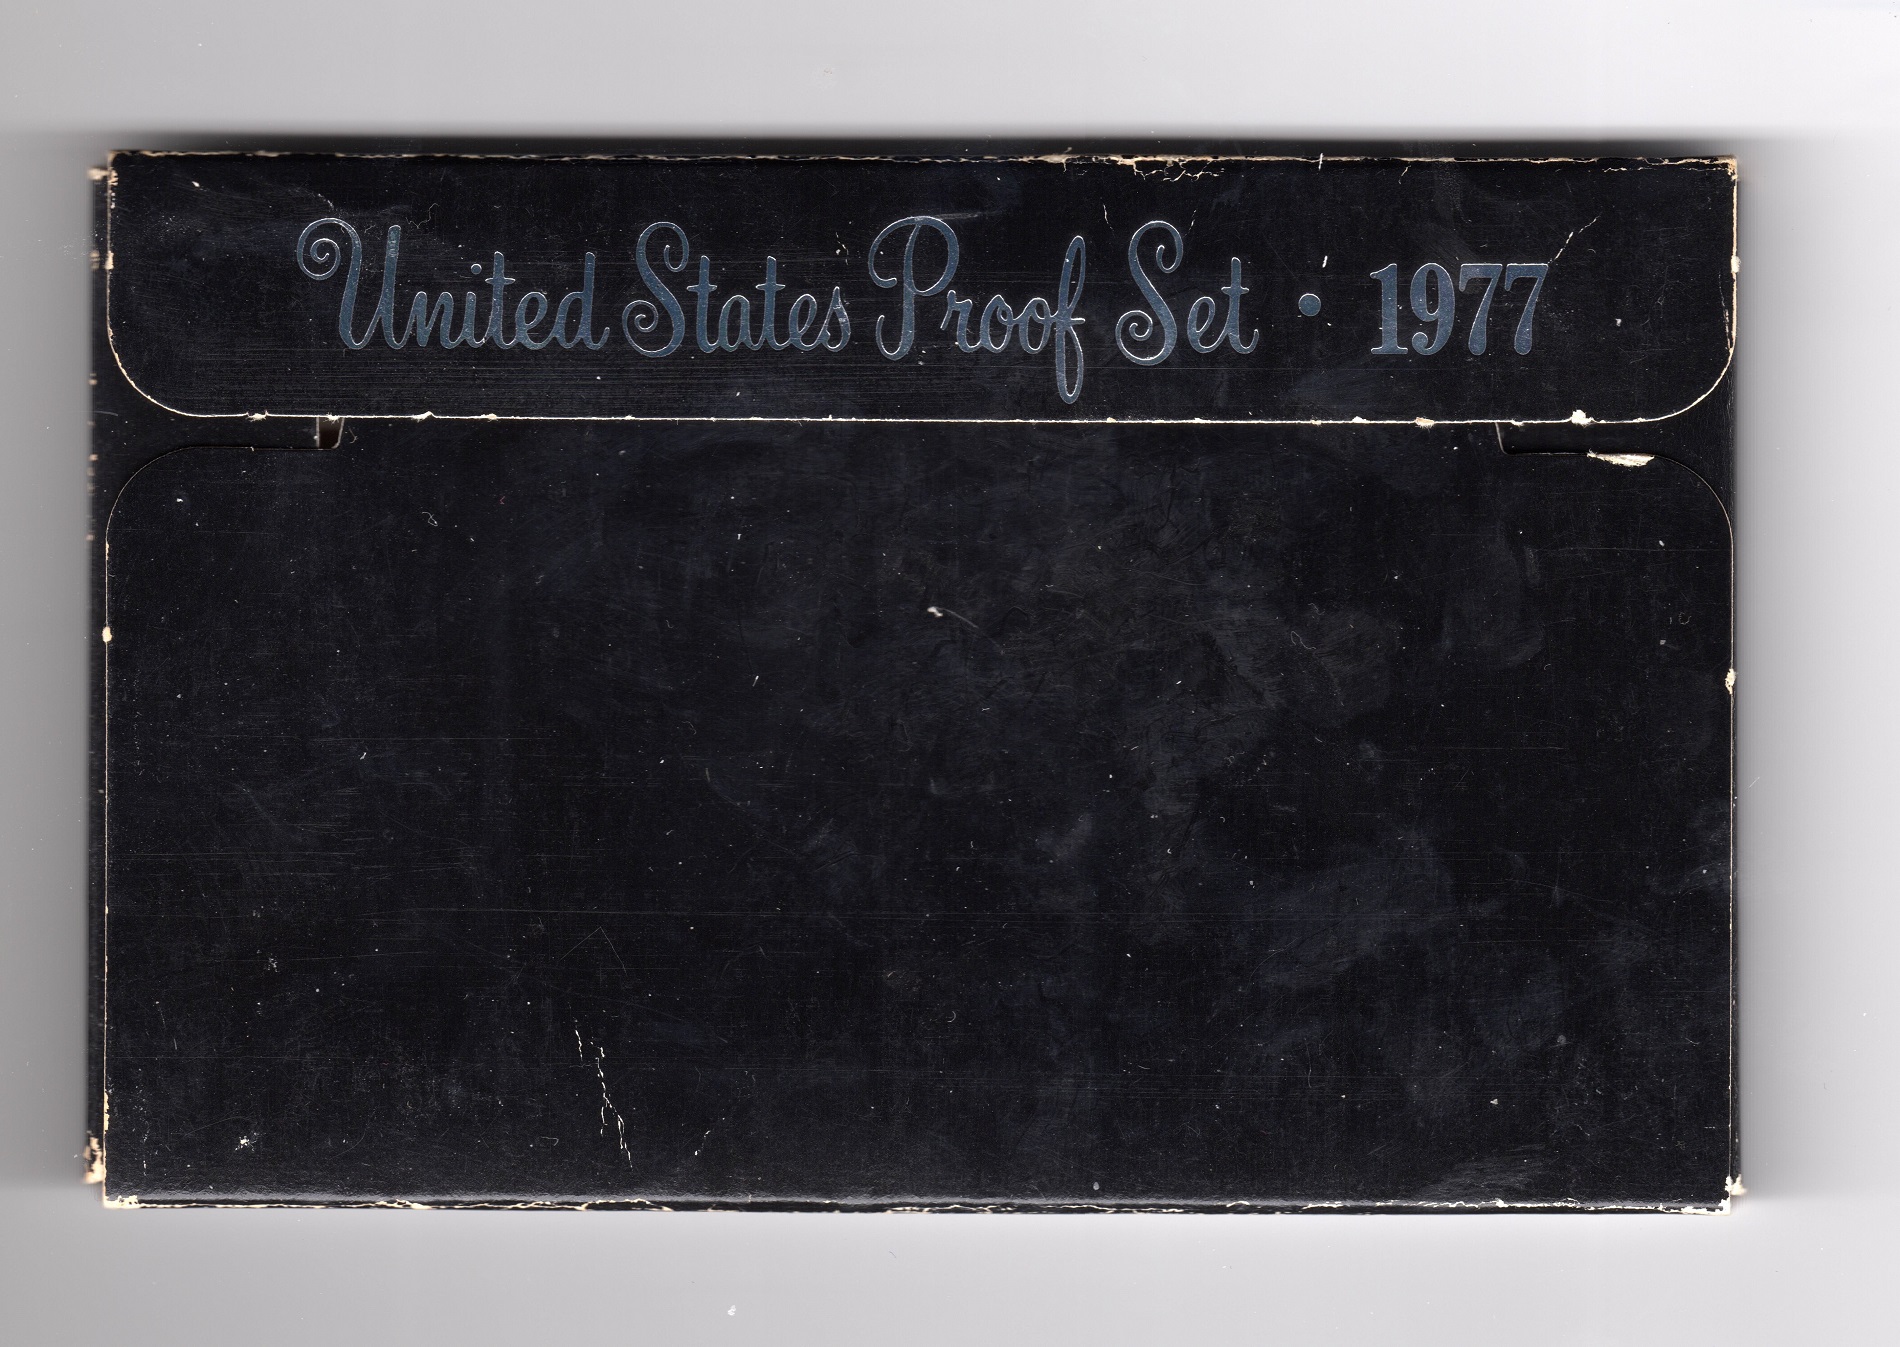 United States Proof Set • 1977